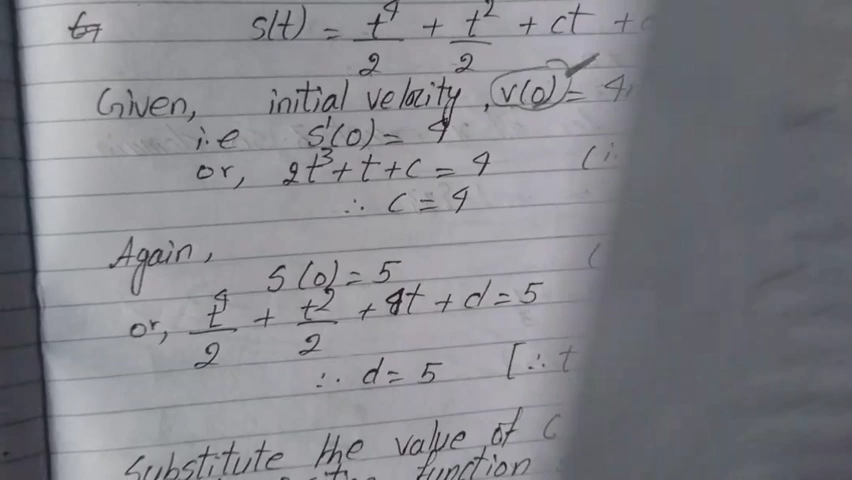 s(t) = t⁴/2 + t²/2 + ct +
Given, initial velocity, v(0) = 4
i.e s'(0) = 4
or, 2t³ + t + c = 4 (i.
∴ c = 4
Again,
s(0) = 5 (
or, t⁴/2 + t²/2 + 4t + d = 5
∴ d = 5 [∴ t
Substitute the value of c
function